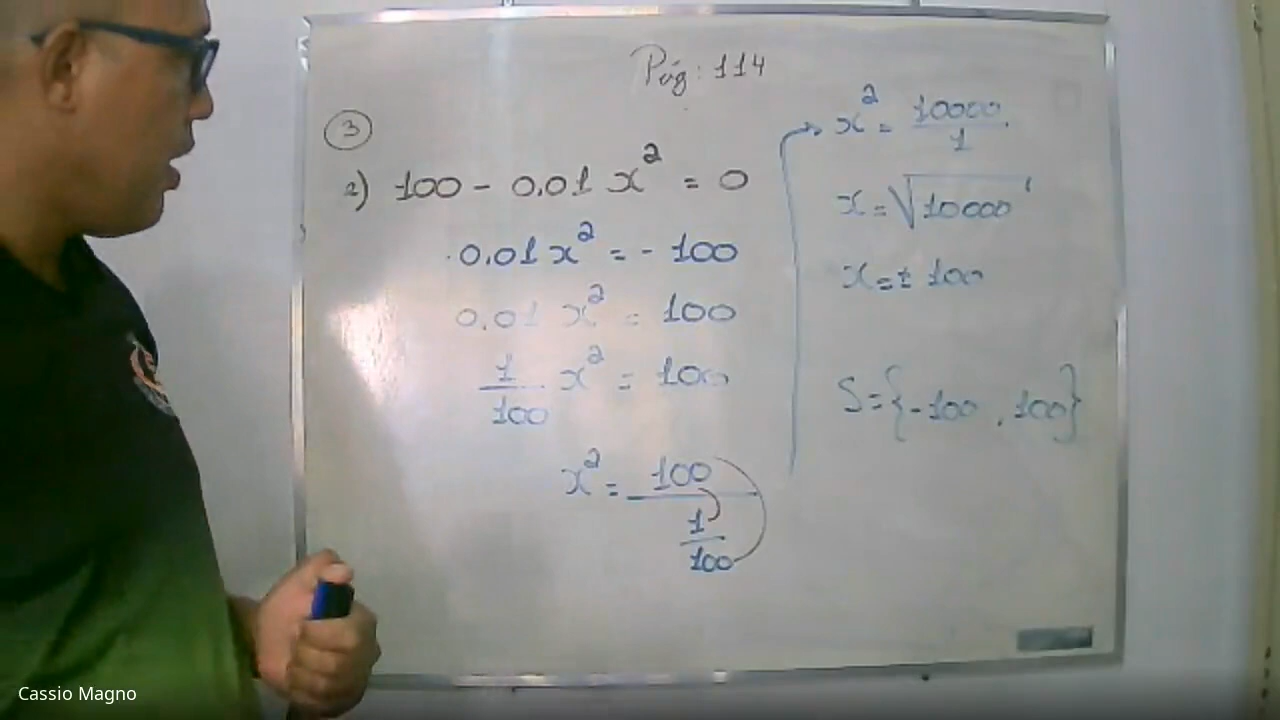 Pág: 114
3
a) 100 - 0,01 x² = 0
0,01 x² = - 100
0,01 x² = 100
1/100 x² = 100
x² = 100/(1/100)
x² = 10000/1
x = √10000
x = ± 100
S = {-100, 100}
Cassio Magno